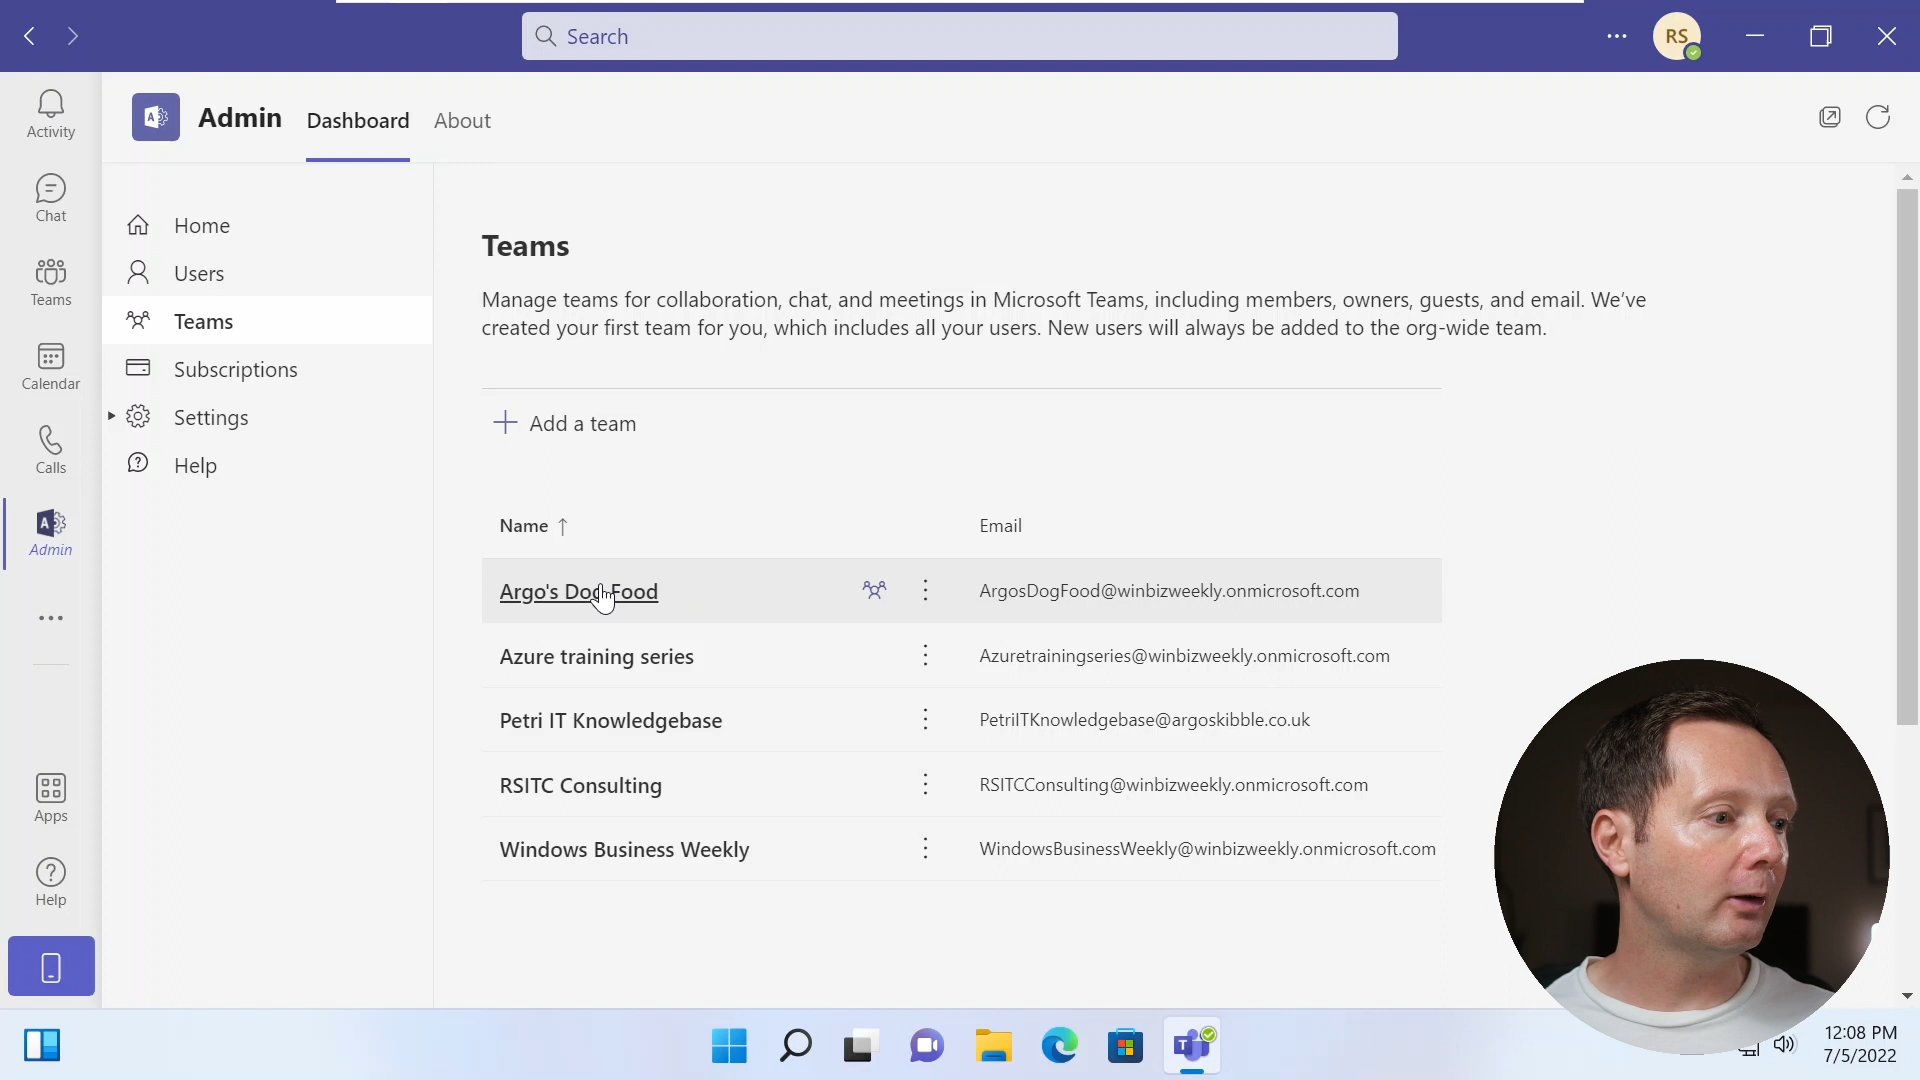 Search
RS
Activity
Chat
Teams
Calendar
Calls
Admin
Apps
Help
Admin
Dashboard
About
Home
Users
Teams
Subscriptions
Settings
Help
Teams
Manage teams for collaboration, chat, and meetings in Microsoft Teams, including members, owners, guests, and email. We've
created your first team for you, which includes all your users. New users will always be added to the org-wide team.
Add a team
Name ↑
Email
Argo's Dog Food
ArgosDogFood@winbizweekly.onmicrosoft.com
Azure training series
Azuretrainingseries@winbizweekly.onmicrosoft.com
Petri IT Knowledgebase
PetriITKnowledgebase@argoskibble.co.uk
RSITC Consulting
RSITCConsulting@winbizweekly.onmicrosoft.com
Windows Business Weekly
WindowsBusinessWeekly@winbizweekly.onmicrosoft.com
12:08 PM
7/5/2022